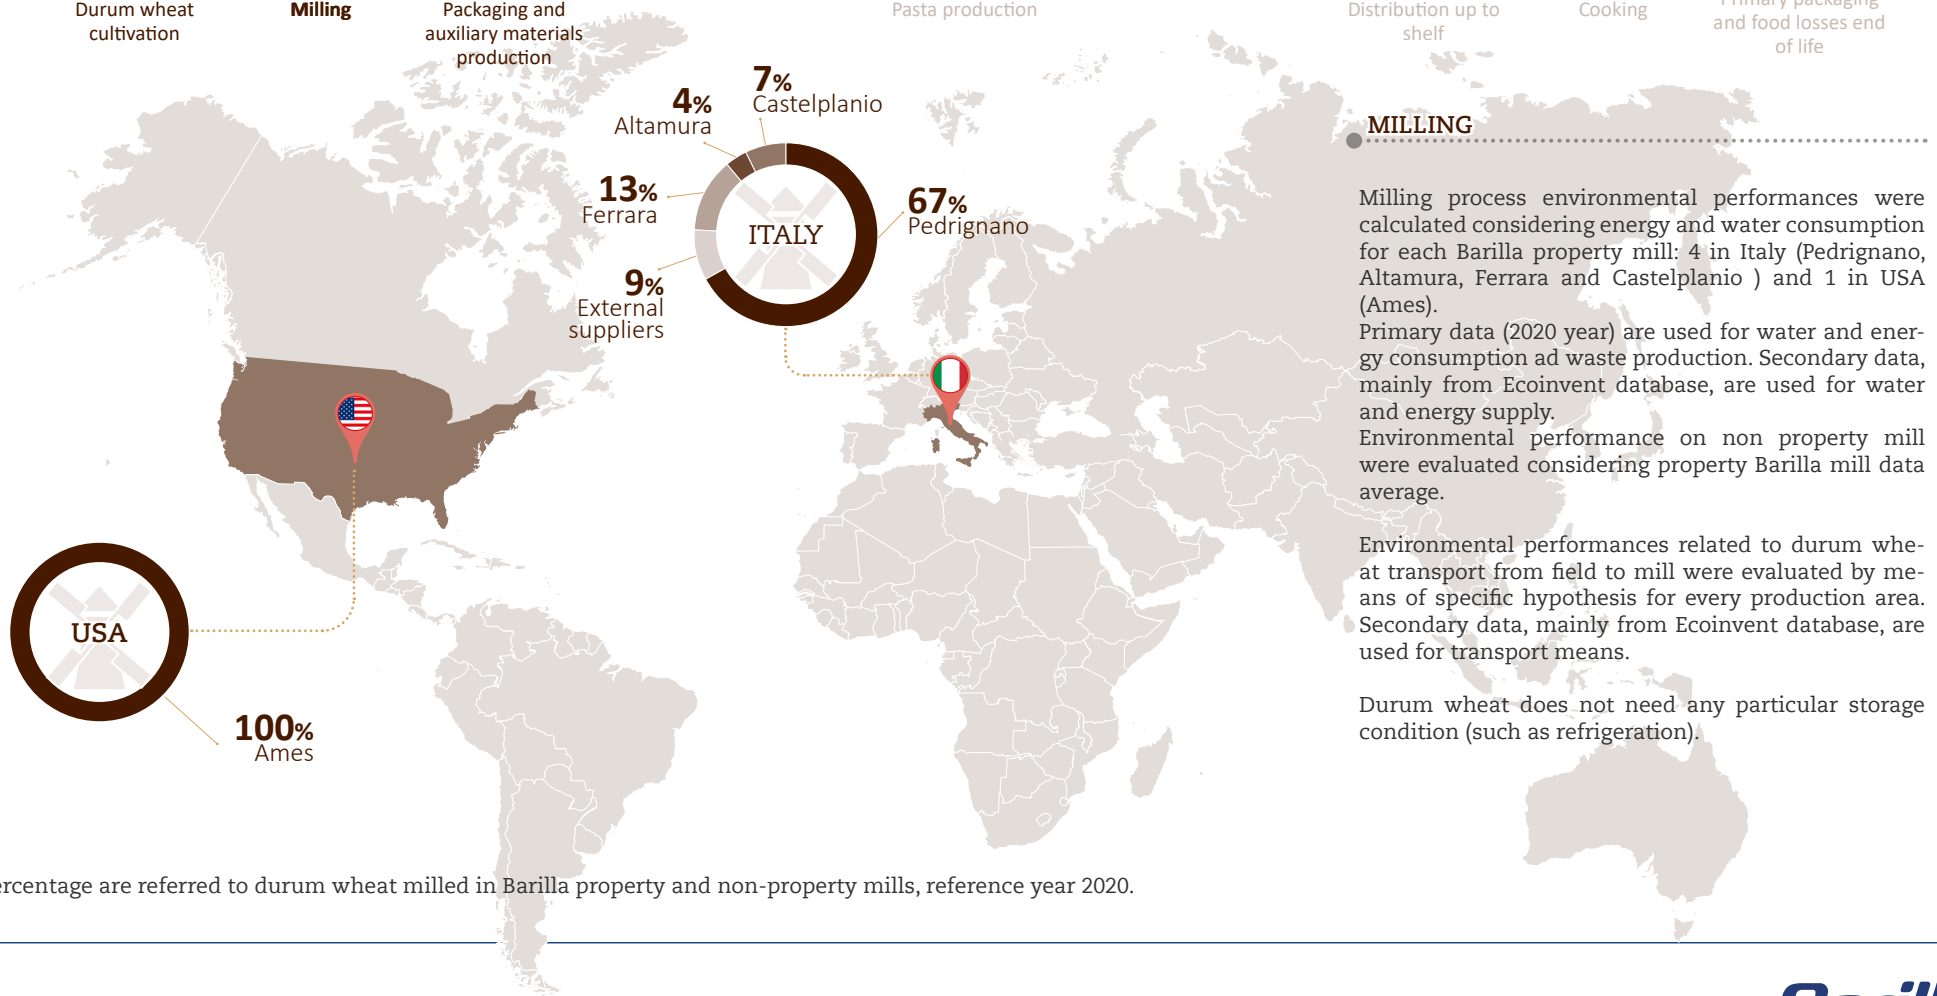 Durum wheat
cultivation
Milling
Packaging and
auxiliary materials
production
Pasta production
Distribution up to
shelf
Cooking
Primary packaging
and food losses end
of life
7%
Castelplanio
4%
Altamura
13%
Ferrara
9%
External
suppliers
67%
Pedrignano
ITALY
USA
100%
Ames
MILLING
Milling process environmental performances were
calculated considering energy and water consumption
for each Barilla property mill: 4 in Italy (Pedrignano,
Altamura, Ferrara and Castelplanio ) and 1 in USA
(Ames).
Primary data (2020 year) are used for water and ener-
gy consumption ad waste production. Secondary data,
mainly from Ecoinvent database, are used for water
and energy supply.
Environmental performance on non property mill
were evaluated considering property Barilla mill data
average.
Environmental performances related to durum whe-
at transport from field to mill were evaluated by me-
ans of specific hypothesis for every production area.
Secondary data, mainly from Ecoinvent database, are
used for transport means.
Durum wheat does not need any particular storage
condition (such as refrigeration).
ercentage are referred to durum wheat milled in Barilla property and non-property mills, reference year 2020.